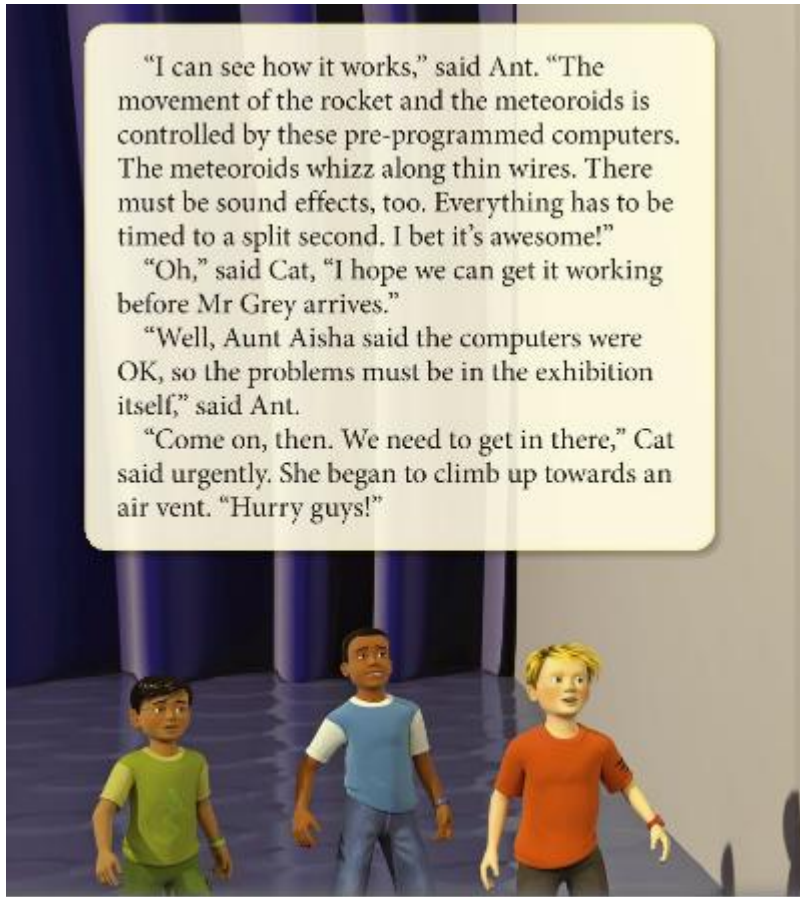 “I can see how it works,” said Ant. “The
movement of the rocket and the meteoroids is
controlled by these pre-programmed computers.
The meteoroids whizz along thin wires. There
must be sound effects, too. Everything has to be
timed to a split second. I bet it’s awesome!”
“Oh,” said Cat, “I hope we can get it working
before Mr Grey arrives.”
“Well, Aunt Aisha said the computers were
OK, so the problems must be in the exhibition
itself,” said Ant.
“Come on, then. We need to get in there,” Cat
said urgently. She began to climb up towards an
air vent. “Hurry guys!”